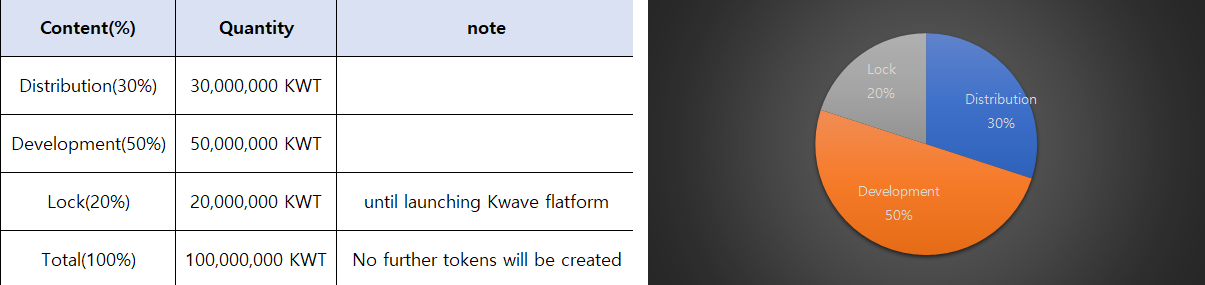 Content(%) Quantity note
Distribution(30%) 30,000,000 KWT
Development(50%) 50,000,000 KWT
Lock(20%) 20,000,000 KWT until launching Kwave flatform
Total(100%) 100,000,000 KWT No further tokens will be created
Lock
20%
Distribution
30%
Development
50%